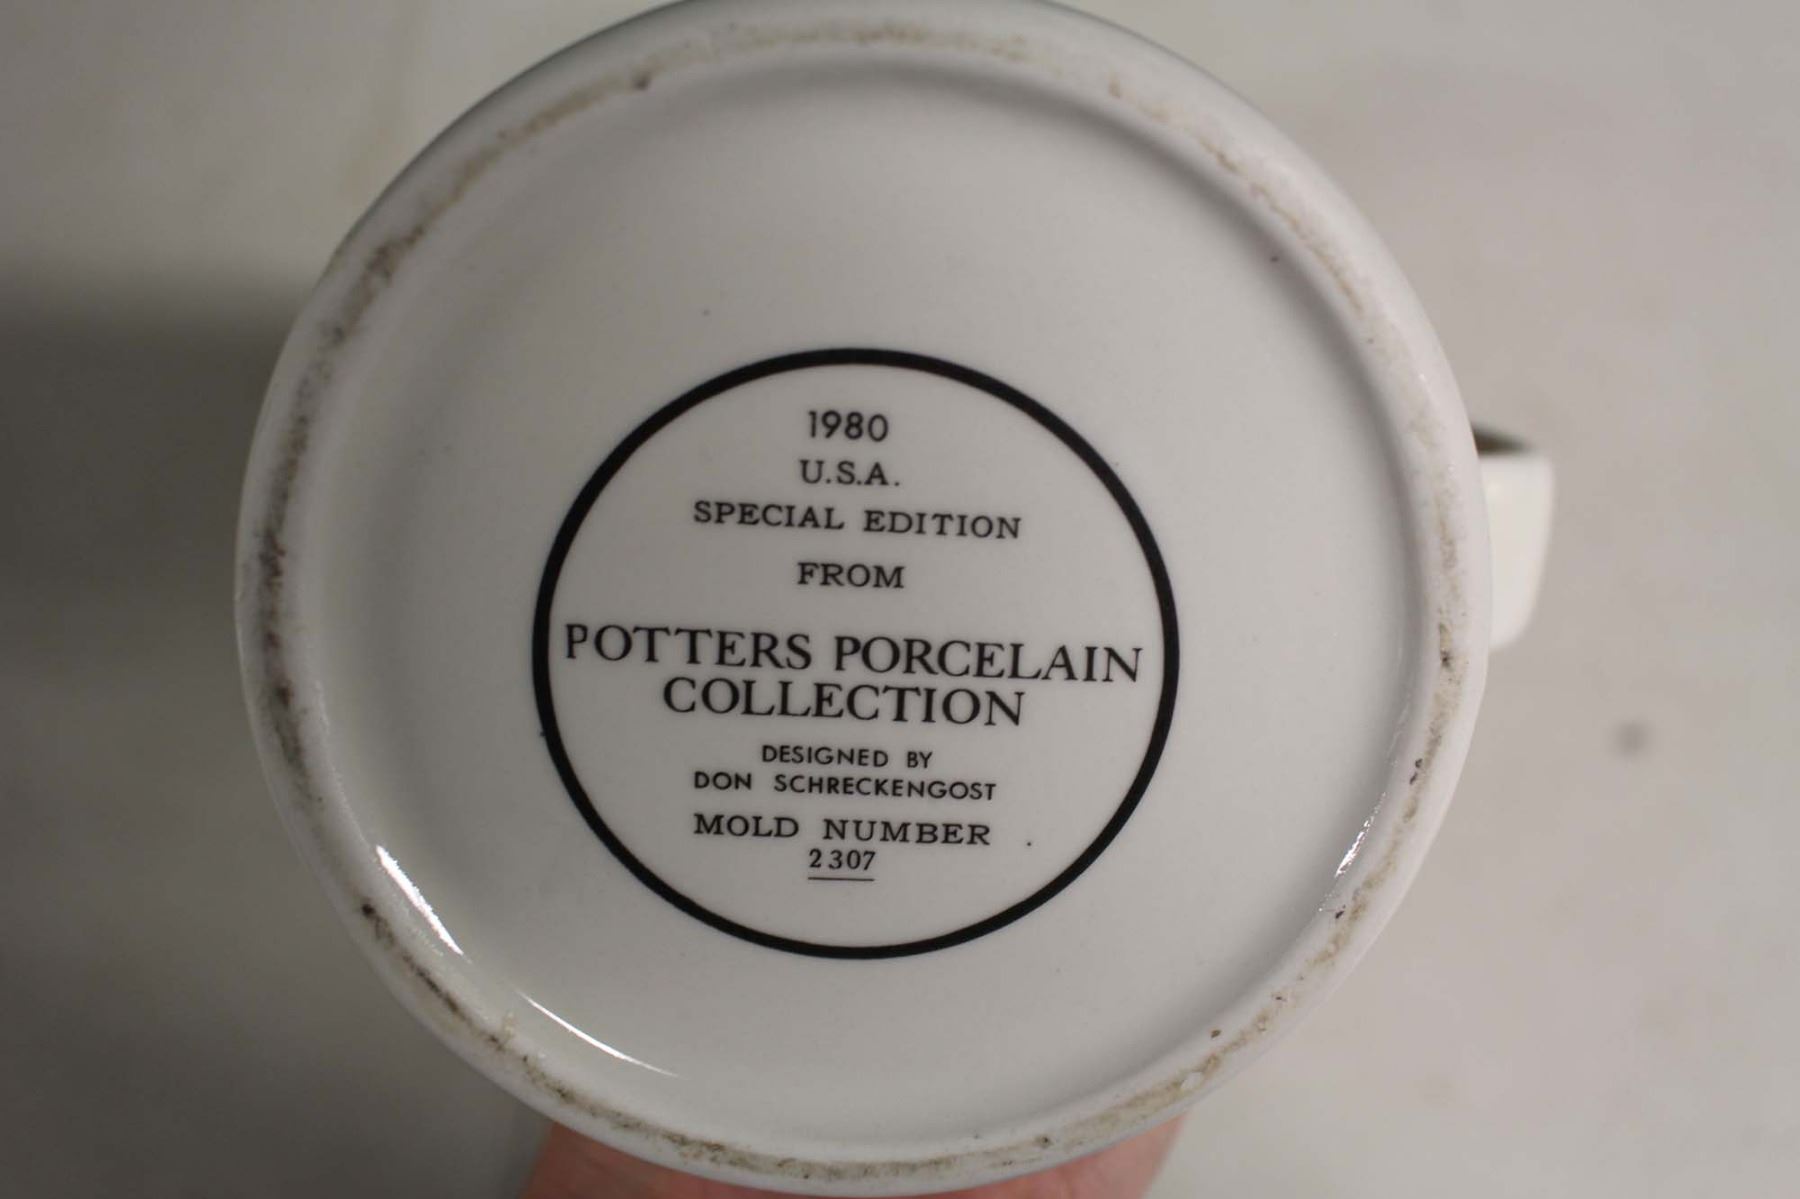 1980
U.S.A.
SPECIAL EDITION
FROM
POTTERS PORCELAIN
COLLECTION
DESIGNED BY
DON SCHRECKENGOST
MOLD NUMBER
2307